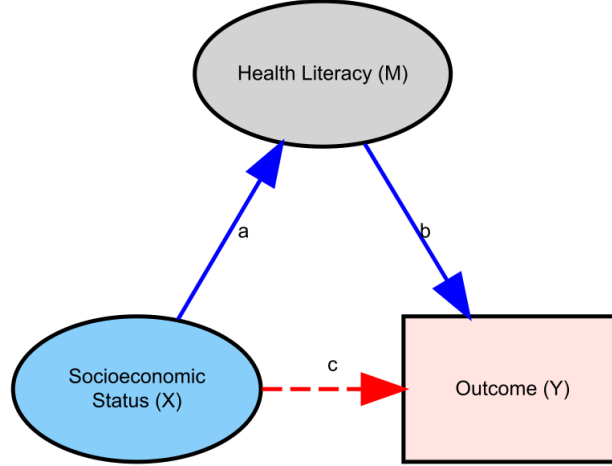 Health Literacy (M)
a
b
c
Socioeconomic
Status (X)
Outcome (Y)